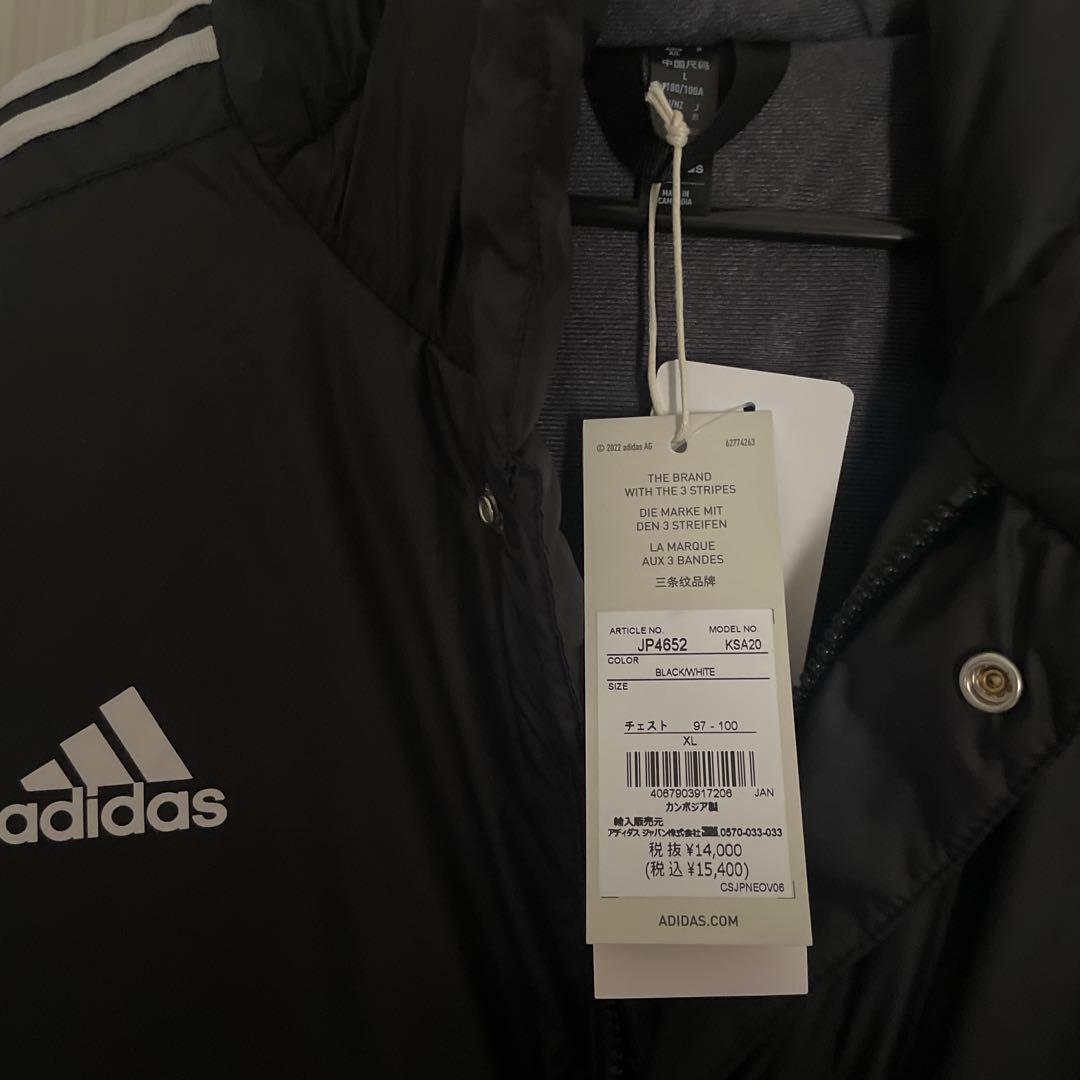 中国尺码
L
180/100A
MADE IN
CAMBODIA
© 2022 adidas AG
62774263
THE BRAND
WITH THE 3 STRIPES
DIE MARKE MIT
DEN 3 STREIFEN
LA MARQUE
AUX 3 BANDES
三条纹品牌
ARTICLE NO. MODEL NO.
JP4652 KSA20
COLOR
BLACK/WHITE
SIZE
チェスト 97 - 100
XL
4067903917206 JAN
カンボジア製
輸入販売元
アディダス ジャパン株式会社 0570-033-033
税抜 ¥14,000
(税込 ¥15,400)
CSJPNEOV06
ADIDAS.COM
adidas